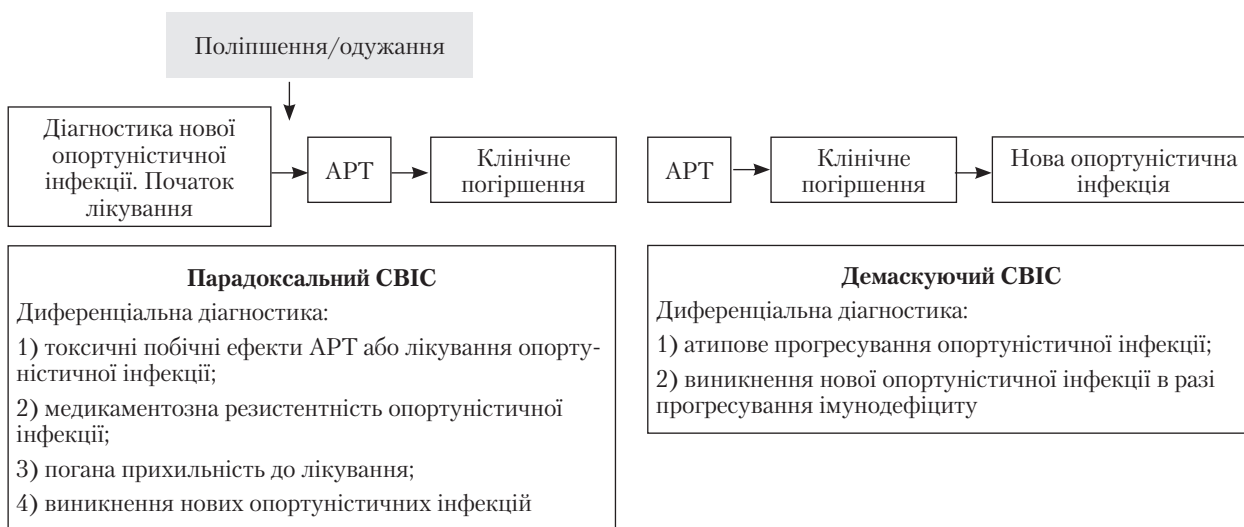 Поліпшення/одужання
Діагностика нової
опортуністичної
інфекції. Початок
лікування
АРТ
Клінічне
погіршення
АРТ
Клінічне
погіршення
Нова опортуністична
інфекція
Парадоксальний СВІС
Диференціальна діагностика:
1) токсичні побічні ефекти АРТ або лікування опорту-
ністичної інфекції;
2) медикаментозна резистентність опортуністичної
інфекції;
3) погана прихильність до лікування;
4) виникнення нових опортуністичних інфекцій
Демаскуючий СВІС
Диференціальна діагностика:
1) атипове прогресування опортуністичної інфекції;
2) виникнення нової опортуністичної інфекції в разі
прогресування імунодефіциту